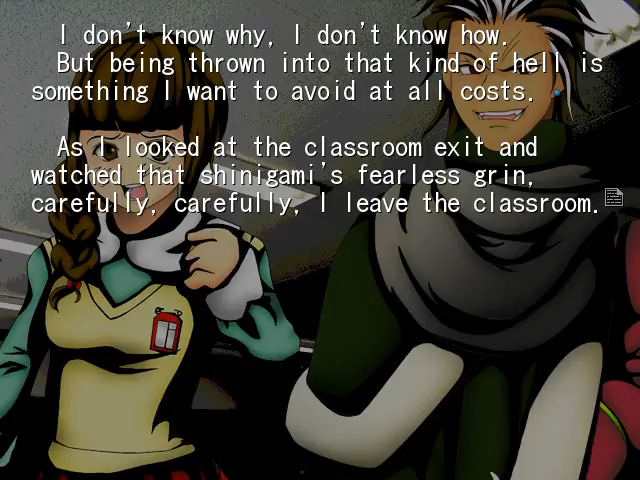 I don't know why, I don't know how.
But being thrown into that kind of hell is
something I want to avoid at all costs.
As I looked at the classroom exit and
watched that shinigami's fearless grin,
carefully, carefully, I leave the classroom.